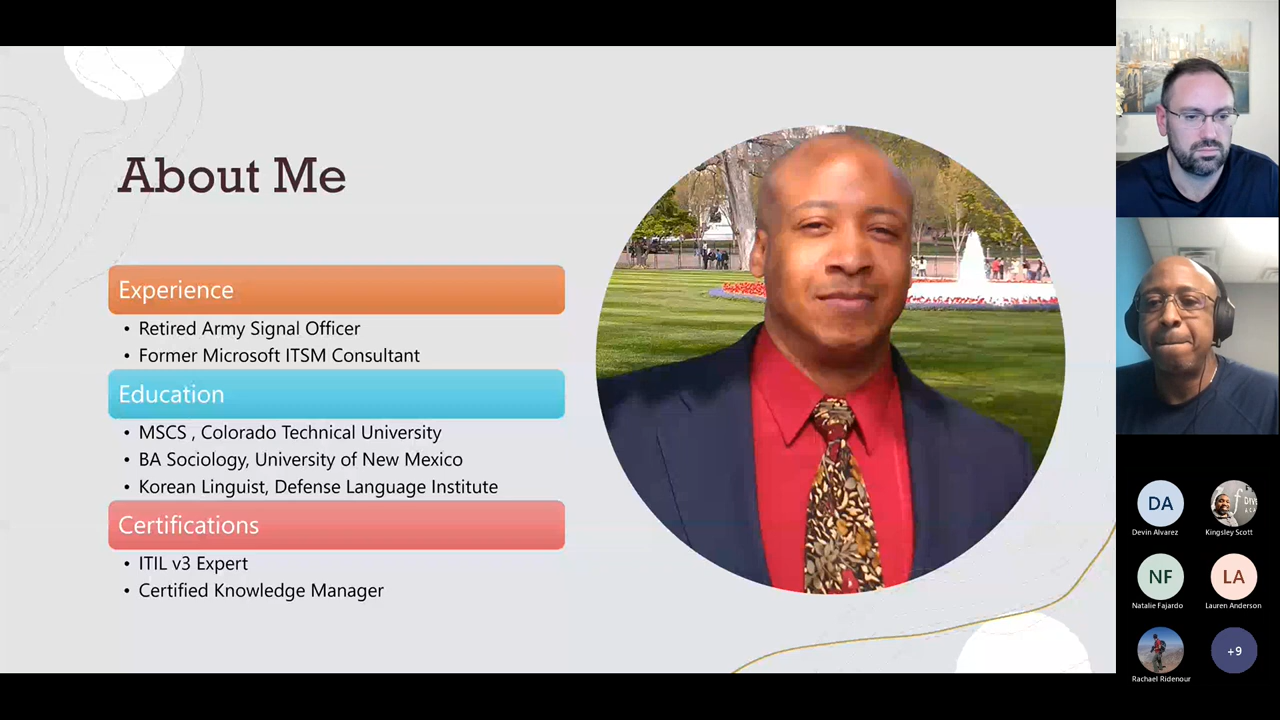 About Me
Experience
• Retired Army Signal Officer
• Former Microsoft ITSM Consultant
Education
• MSCS , Colorado Technical University
• BA Sociology, University of New Mexico
• Korean Linguist, Defense Language Institute
Certifications
• ITIL v3 Expert
• Certified Knowledge Manager
DA
Devin Alvarez
Kingsley Scott
NF
Natalie Fajardo
LA
Lauren Anderson
Rachael Ridenour
+9